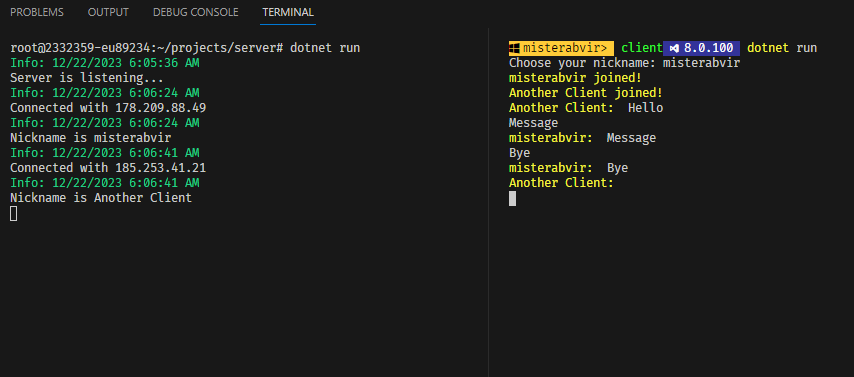 PROBLEMS OUTPUT DEBUG CONSOLE TERMINAL
root@2332359-eu89234:~/projects/server# dotnet run
Info: 12/22/2023 6:05:36 AM
Server is listening...
Info: 12/22/2023 6:06:24 AM
Connected with 178.209.88.49
Info: 12/22/2023 6:06:24 AM
Nickname is misterabvir
Info: 12/22/2023 6:06:41 AM
Connected with 185.253.41.21
Info: 12/22/2023 6:06:41 AM
Nickname is Another Client
misterabvir> client 8.0.100 dotnet run
Choose your nickname: misterabvir
misterabvir joined!
Another Client joined!
Another Client: Hello
Message
misterabvir: Message
Bye
misterabvir: Bye
Another Client: